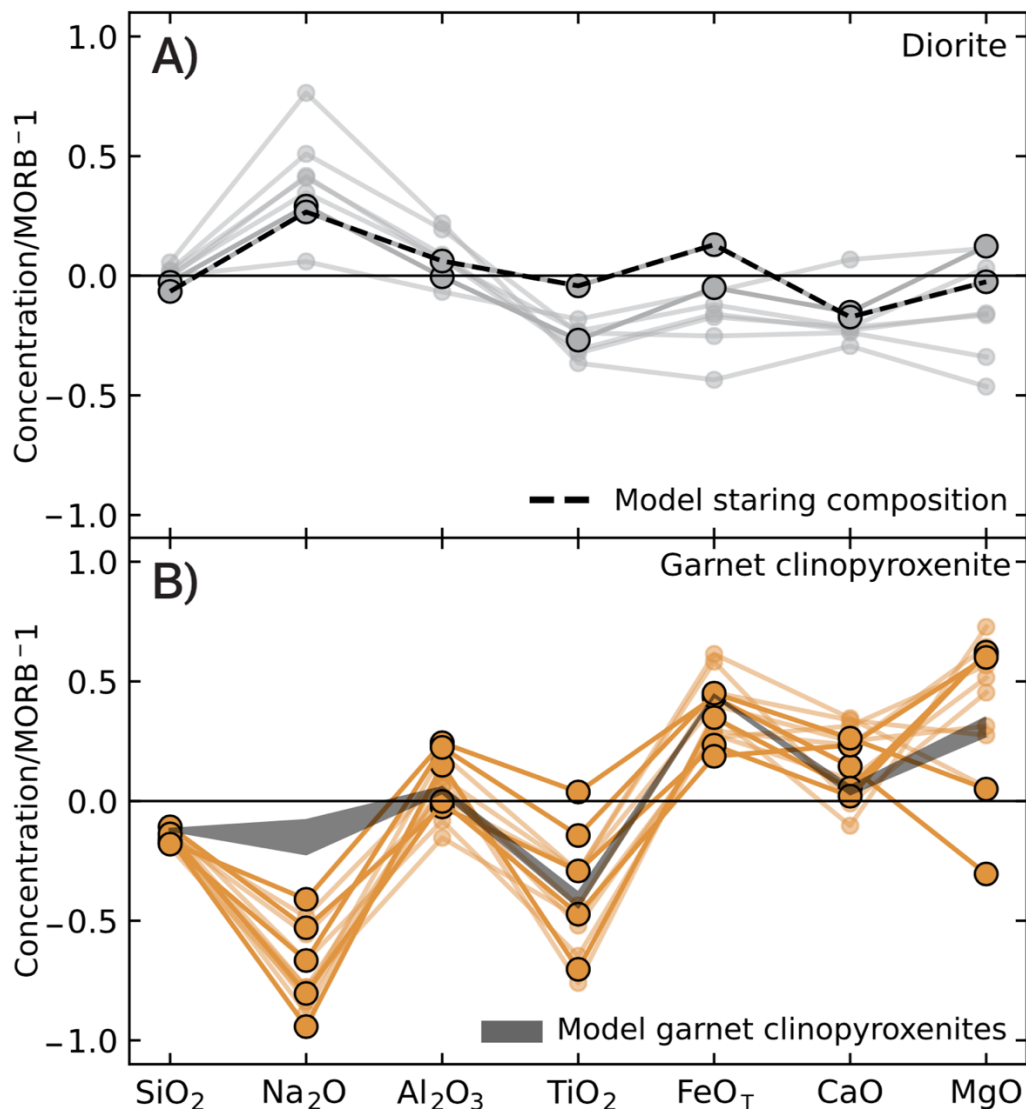 A)
Diorite
1.0
0.5
0.0
−0.5
−1.0
Concentration/MORB⁻1
Model staring composition
B)
Garnet clinopyroxenite
1.0
0.5
0.0
−0.5
−1.0
Concentration/MORB⁻1
Model garnet clinopyroxenites
SiO₂ Na₂O Al₂O₃ TiO₂ FeO_T CaO MgO